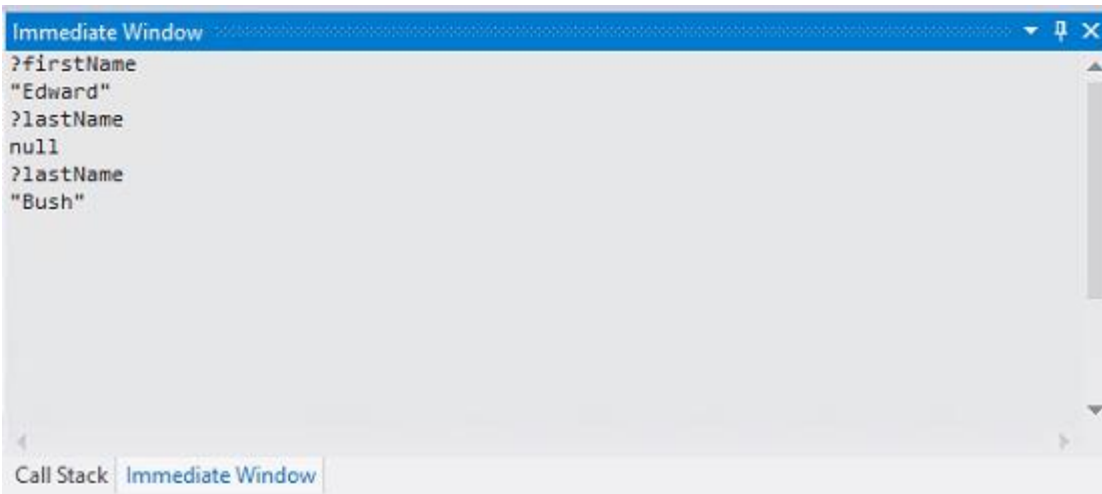 Immediate Window
?firstName
"Edward"
?lastName
null
?lastName
"Bush"
Call Stack Immediate Window